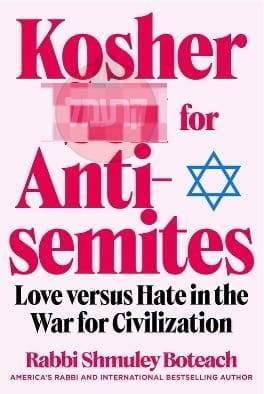 Kosher
for
Anti-
semites
Love versus Hate in the
War for Civilization
Rabbi Shmuley Boteach
AMERICA'S RABBI AND INTERNATIONAL BESTSELLING AUTHOR